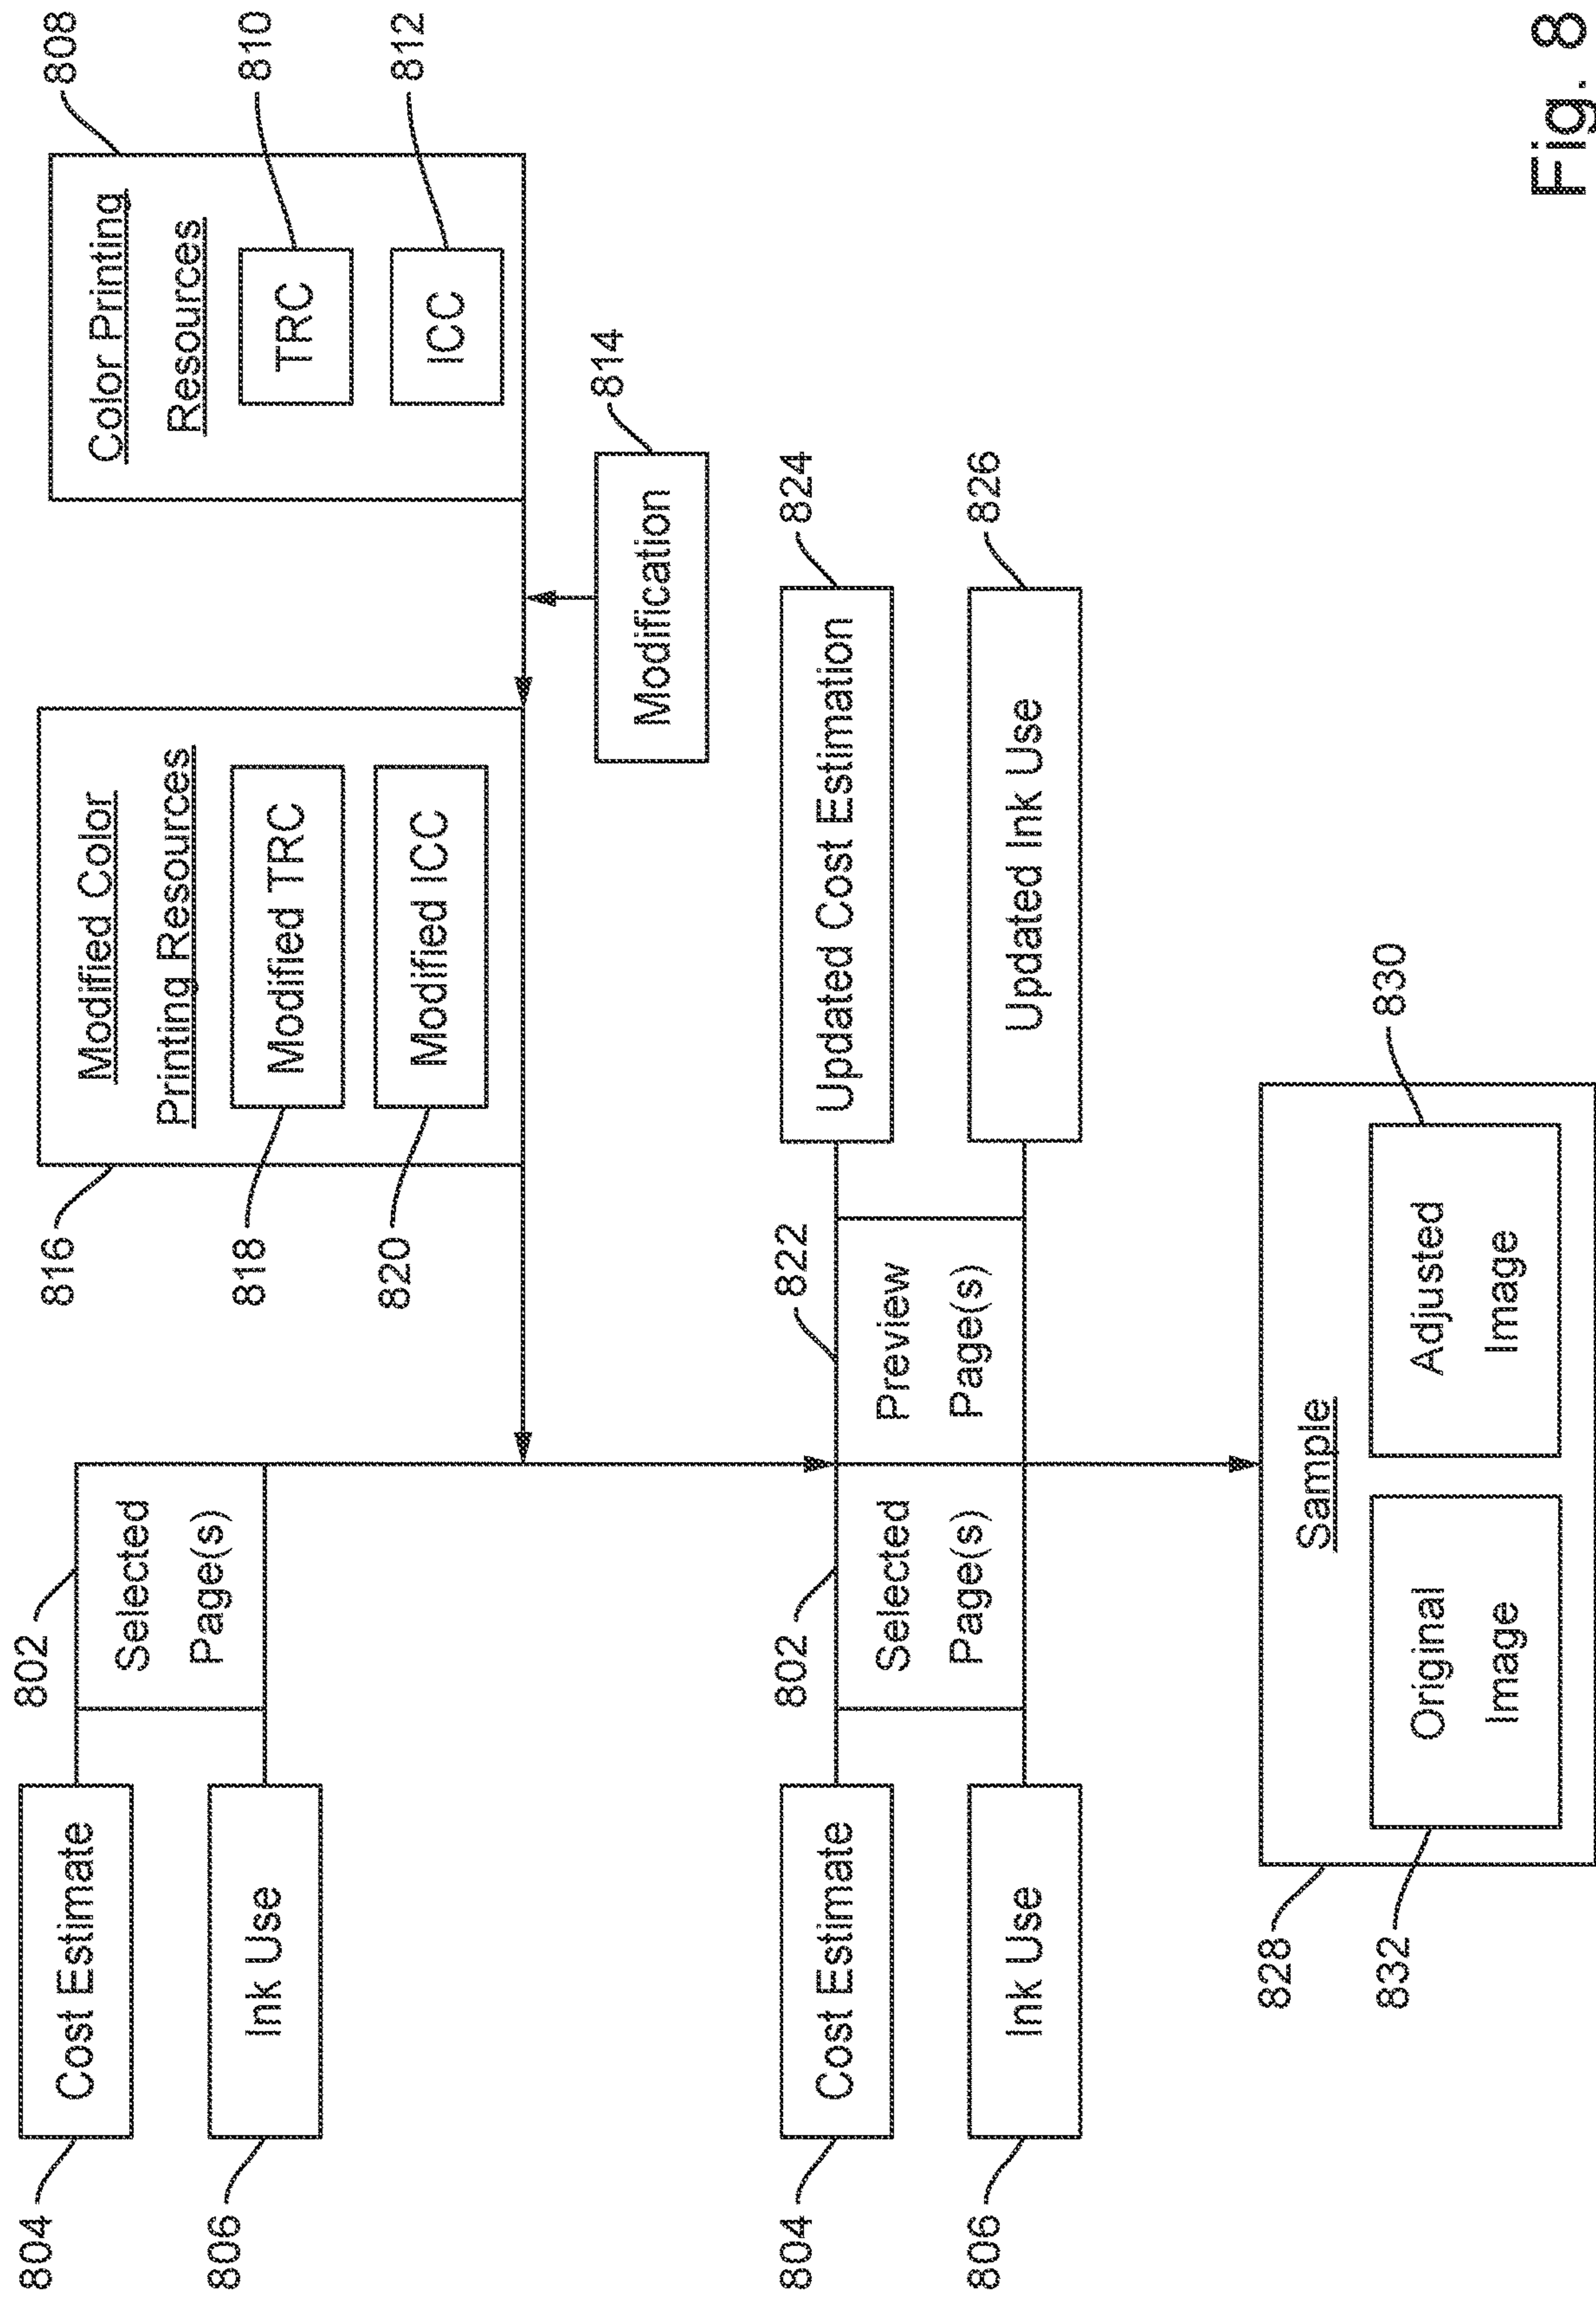 804
Cost Estimate
806
Ink Use
802
Selected
Page(s)
816
Modified Color
Printing Resources
818
Modified TRC
820
Modified ICC
808
Color Printing
Resources
810
TRC
812
ICC
814
Modification
804
Cost Estimate
806
Ink Use
802
Selected
Page(s)
822
Preview
Page(s)
824
Updated Cost Estimation
826
Updated Ink Use
828
Sample
832
Original
Image
830
Adjusted
Image
Fig. 8